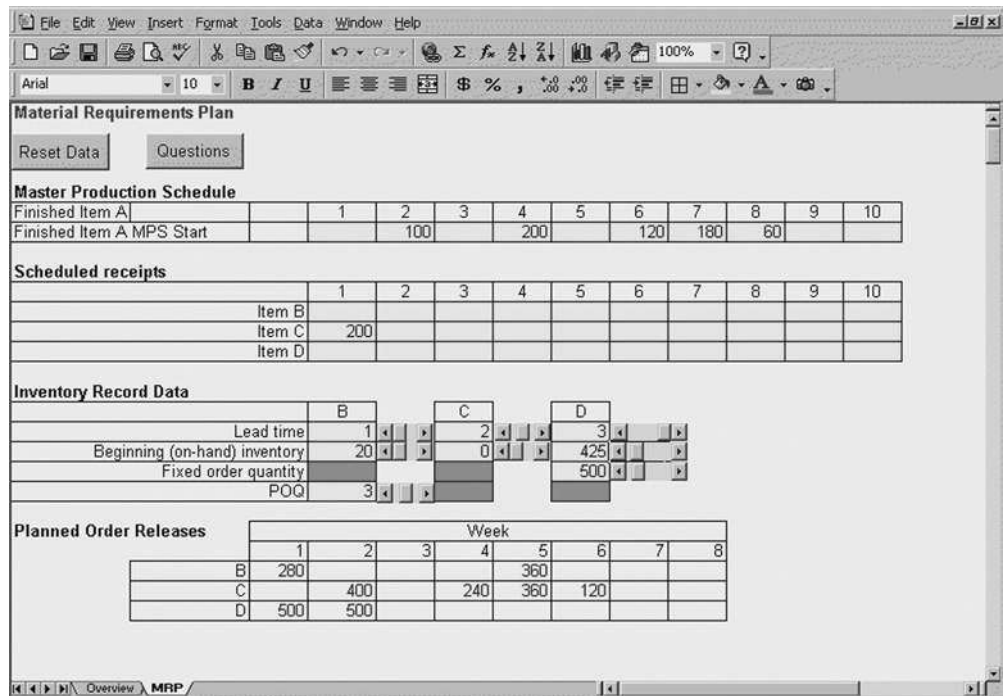 File Edit View Insert Format Tools Data Window Help
100%
Arial 10 B I U $ % ,
Material Requirements Plan
Reset Data Questions
Master Production Schedule
Finished Item A 1 2 3 4 5 6 7 8 9 10
Finished Item A MPS Start 100 200 120 180 60
Scheduled receipts
1 2 3 4 5 6 7 8 9 10
Item B
Item C 200
Item D
Inventory Record Data
B C D
Lead time 1 2 3
Beginning (on-hand) inventory 20 0 425
Fixed order quantity 500
POQ 3
Planned Order Releases Week
1 2 3 4 5 6 7 8
B 280 360
C 400 240 360 120
D 500 500
Overview MRP